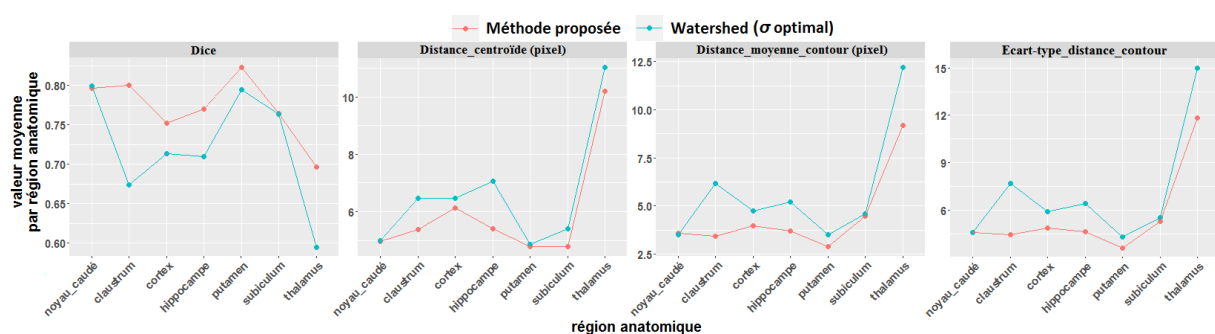 Méthode proposée
Watershed (σ optimal)
Dice
Distance_centroïde (pixel)
Distance_moyenne_contour (pixel)
Ecart-type_distance_contour
valeur moyenne
par région anatomique
0.80
0.75
0.70
0.65
0.60
10
8
6
12.5
10.0
7.5
5.0
2.5
15
12
9
6
noyau_caudé
claustrum
cortex
hippocampe
putamen
subiculum
thalamus
noyau_caudé
claustrum
cortex
hippocampe
putamen
subiculum
thalamus
noyau_caudé
claustrum
cortex
hippocampe
putamen
subiculum
thalamus
noyau_caudé
claustrum
cortex
hippocampe
putamen
subiculum
thalamus
région anatomique